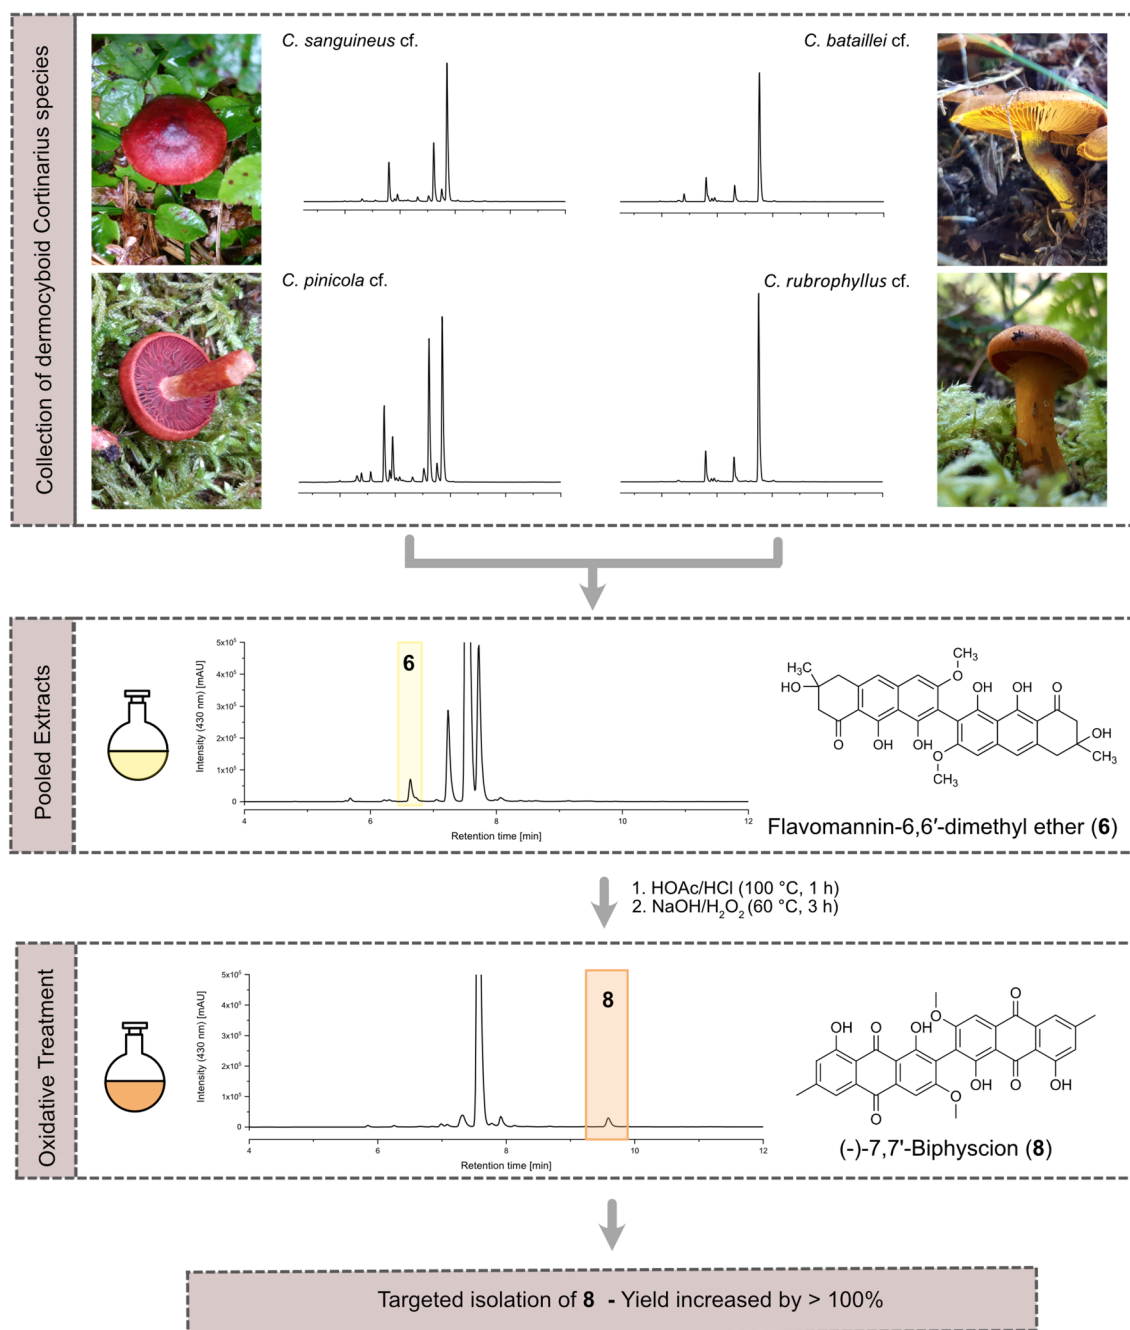 Collection of dermocyboid Cortinarius species
C. sanguineus cf.
C. bataillei cf.
C. pinicola cf.
C. rubrophyllus cf.
Pooled Extracts
Intensity (430 nm) [mAU]
5x10⁵
4x10⁵
3x10⁵
2x10⁵
1x10⁵
0
6
6
8
10
12
Retention time [min]
H₃C
HO
O
OH
OH
O
CH₃
OH
OH
O
OH
CH₃
O
CH₃
Flavomannin-6,6′-dimethyl ether (6)
1. HOAc/HCl (100 °C, 1 h)
2. NaOH/H₂O₂ (60 °C, 3 h)
Oxidative Treatment
Intensity (430 nm) [mAU]
5x10⁵
4x10⁵
3x10⁵
2x10⁵
1x10⁵
0
8
4
6
8
10
12
Retention time [min]
OH
O
OH
O
O
O
O
OH
O
OH
(-)-7,7'-Biphyscion (8)
Targeted isolation of 8 - Yield increased by > 100%